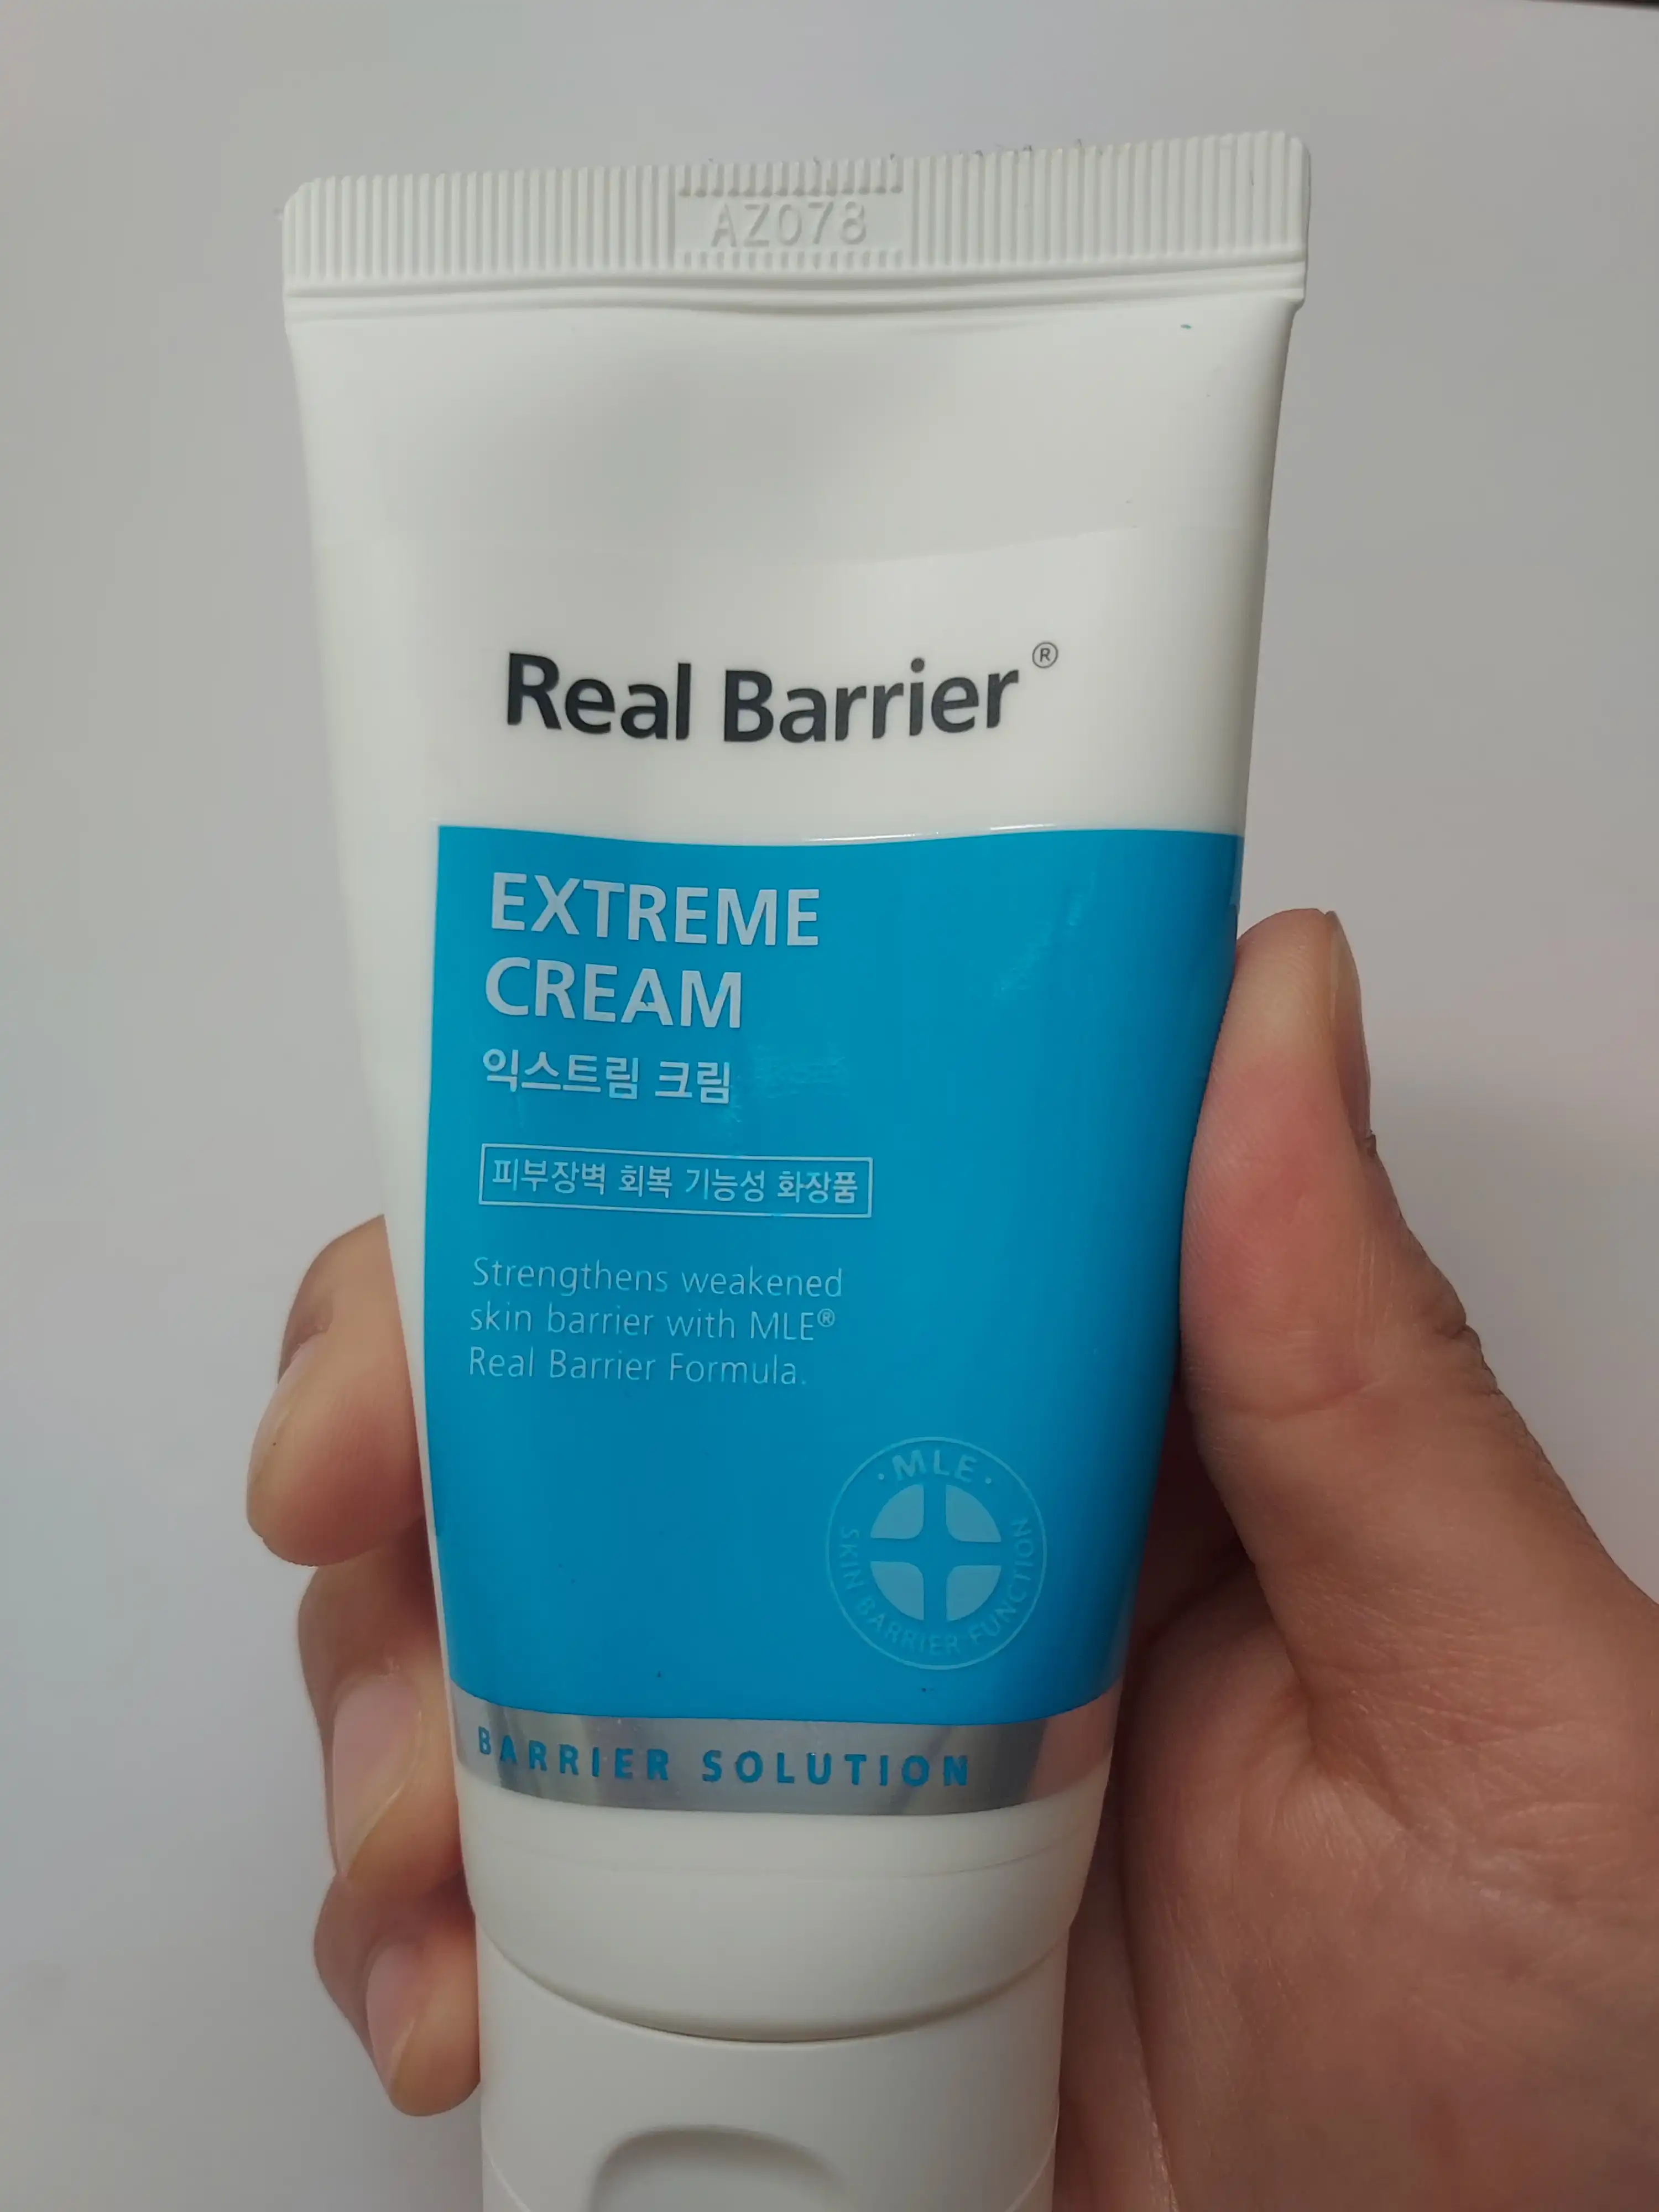 AZ078
Real Barrier®
EXTREME
CREAM
익스트림 크림
피부장벽 회복 기능성 화장품
Strengthens weakened
skin barrier with MLE®
Real Barrier Formula.
· MLE ·
SKIN BARRIER FUNCTION
BARRIER SOLUTION